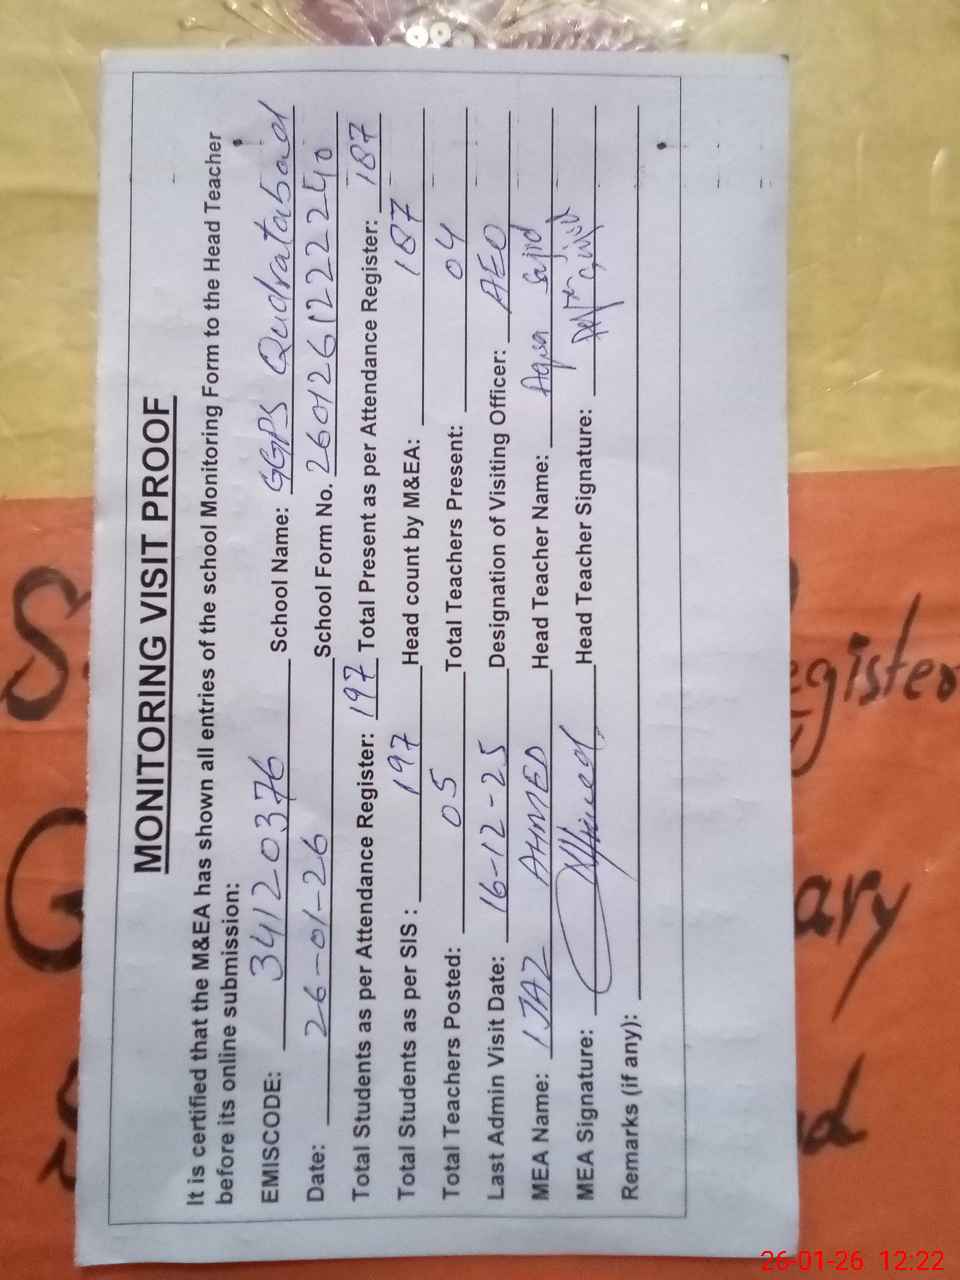 MONITORING VISIT PROOF
It is certified that the M&EA has shown all entries of the school Monitoring Form to the Head Teacher
before its online submission:
EMISCODE: 34120376 School Name: GGPS Qudratabad
Date: 26-01-26 School Form No. 260126122240
Total Students as per Attendance Register: 197 Total Present as per Attendance Register: 187
Total Students as per SIS : 197 Head count by M&EA: 187
Total Teachers Posted: 05 Total Teachers Present: 04
Last Admin Visit Date: 16-12-25 Designation of Visiting Officer: AEO
MEA Name: IJAZ AHMED Head Teacher Name: Aqsa Sajid
MEA Signature: Head Teacher Signature:
Remarks (if any):
egister
ary
26-01-26 12:22